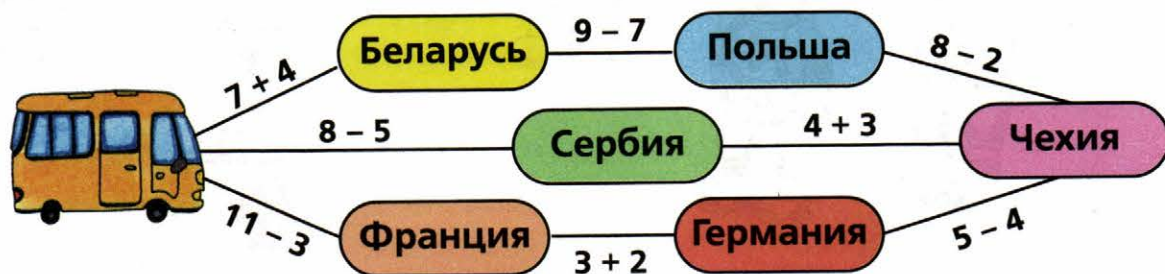 7 + 4
Беларусь
9 – 7
Польша
8 – 2
8 – 5
Сербия
4 + 3
Чехия
11 – 3
Франция
3 + 2
Германия
5 – 4